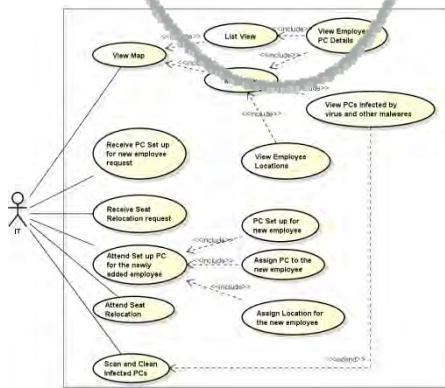 List View
<<include>>
View Employee
PC Details
View Map
<<include>>
<<include>>
<<include>>
View PCs Infected by
virus and other malwares
<<include>>
Receive PC Set up
for new employee
request
View Employee
Locations
Receive Seat
Relocation request
IT
PC Set up for
new employee
<<include>>
Attend Set up PC
for the newly
added employee
<<include>>
Assign PC to the
new employee
<<include>>
Attend Seat
Relocation
Assign Location for
the new employee
Scan and Clean
Infected PCs
<<extend>>